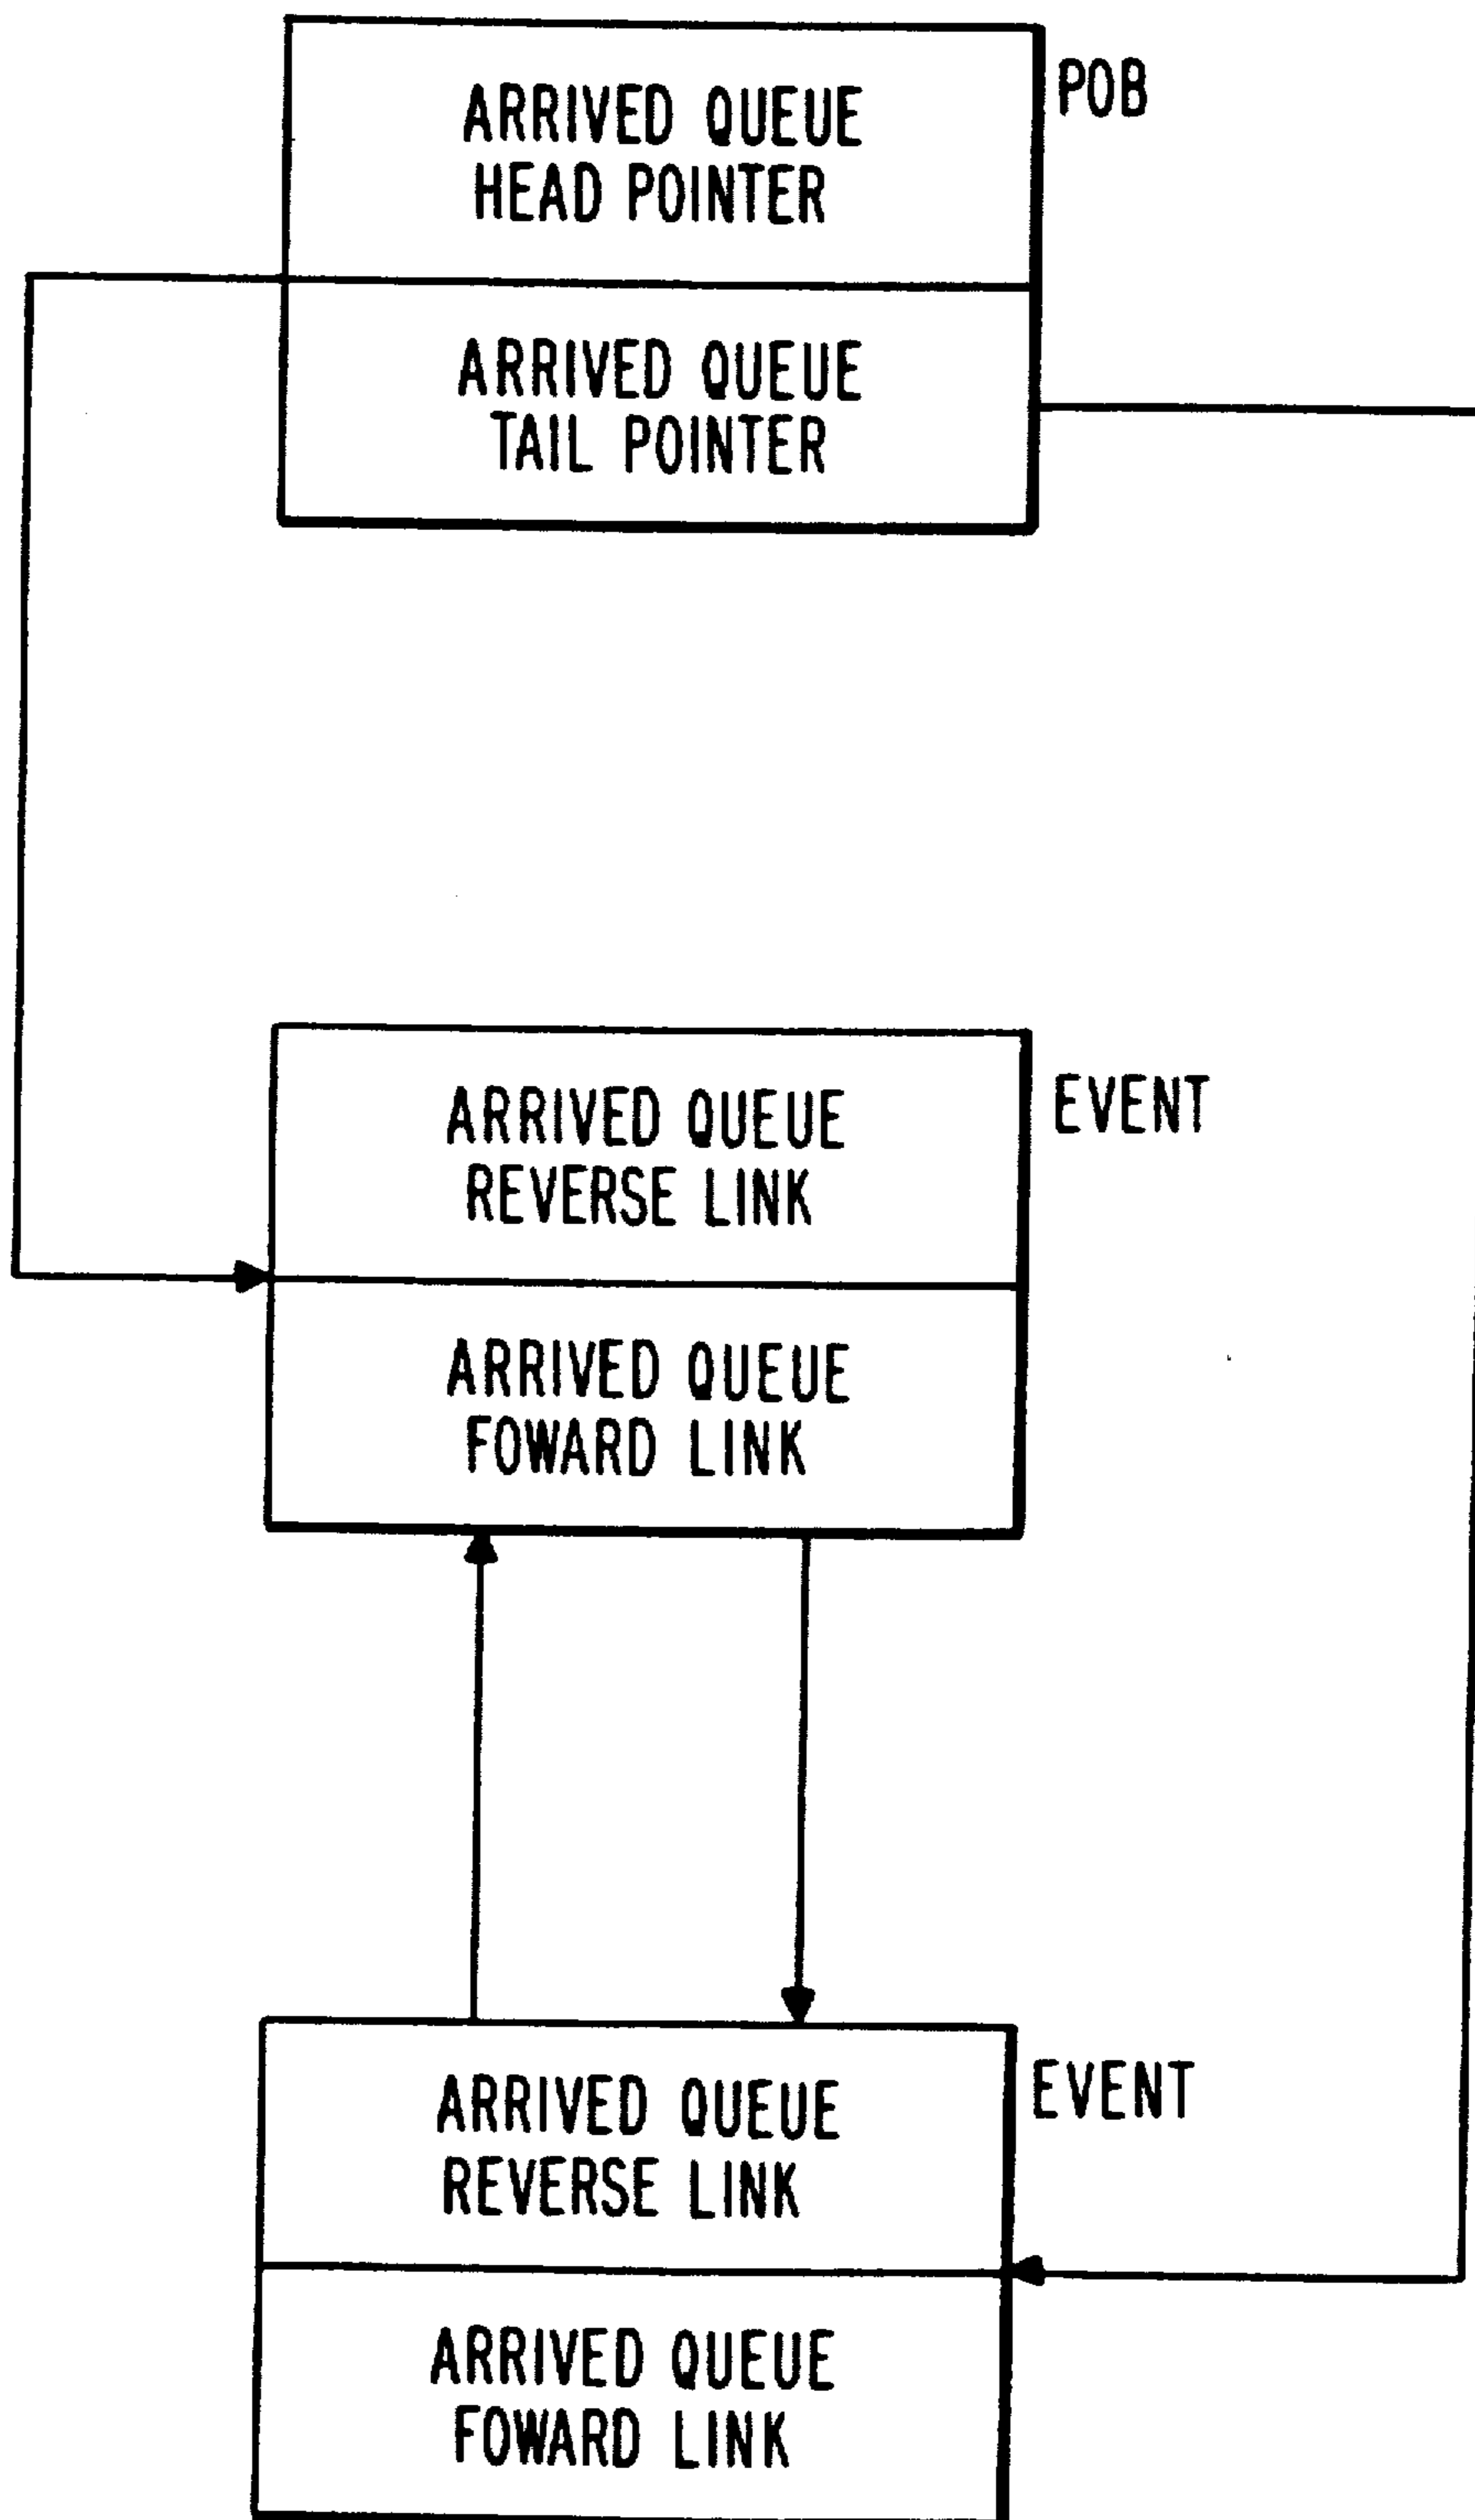 ARRIVED QUEUE
HEAD POINTER
POB
ARRIVED QUEUE
TAIL POINTER
ARRIVED QUEUE
REVERSE LINK
EVENT
ARRIVED QUEUE
FOWARD LINK
ARRIVED QUEUE
REVERSE LINK
EVENT
ARRIVED QUEUE
FOWARD LINK